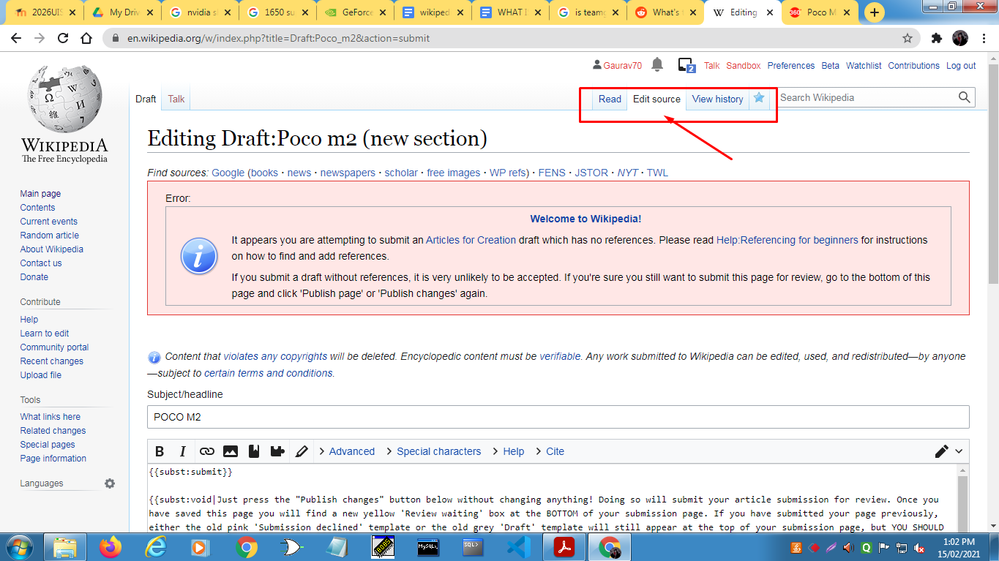 2026UIS
My Driv
nvidia s
1650 su
GeForce
wikiped
WHAT I
is teamg
What's t
Editing
360°
Poco M
en.wikipedia.org/w/index.php?title=Draft:Poco_m2&action=submit
Gaurav70 2 Talk Sandbox Preferences Beta Watchlist Contributions Log out
Draft Talk Read Edit source View history Search Wikipedia
WIKIPEDIA
The Free Encyclopedia
Main page
Contents
Current events
Random article
About Wikipedia
Contact us
Donate
Contribute
Help
Learn to edit
Community portal
Recent changes
Upload file
Tools
What links here
Related changes
Special pages
Page information
Languages
Editing Draft:Poco m2 (new section)
Find sources: Google (books · news · newspapers · scholar · free images · WP refs) · FENS · JSTOR · NYT · TWL
Error:
Welcome to Wikipedia!
It appears you are attempting to submit an Articles for Creation draft which has no references. Please read Help:Referencing for beginners for instructions
on how to find and add references.
If you submit a draft without references, it is very unlikely to be accepted. If you're sure you still want to submit this page for review, go to the bottom of this
page and click 'Publish page' or 'Publish changes' again.
Content that violates any copyrights will be deleted. Encyclopedic content must be verifiable. Any work submitted to Wikipedia can be edited, used, and redistributed—by anyone
—subject to certain terms and conditions.
Subject/headline
POCO M2
B I Advanced Special characters Help Cite
{{subst:submit}}
{{subst:void|Just press the "Publish changes" button below without changing anything! Doing so will submit your article submission for review. Once you
have saved this page you will find a new yellow 'Review waiting' box at the BOTTOM of your submission page. If you have submitted your page previously,
either the old pink 'Submission declined' template or the old grey 'Draft' template will still appear at the top of your submission page, but YOU SHOULD
MySQL
SQL>
1:02 PM
15/02/2021